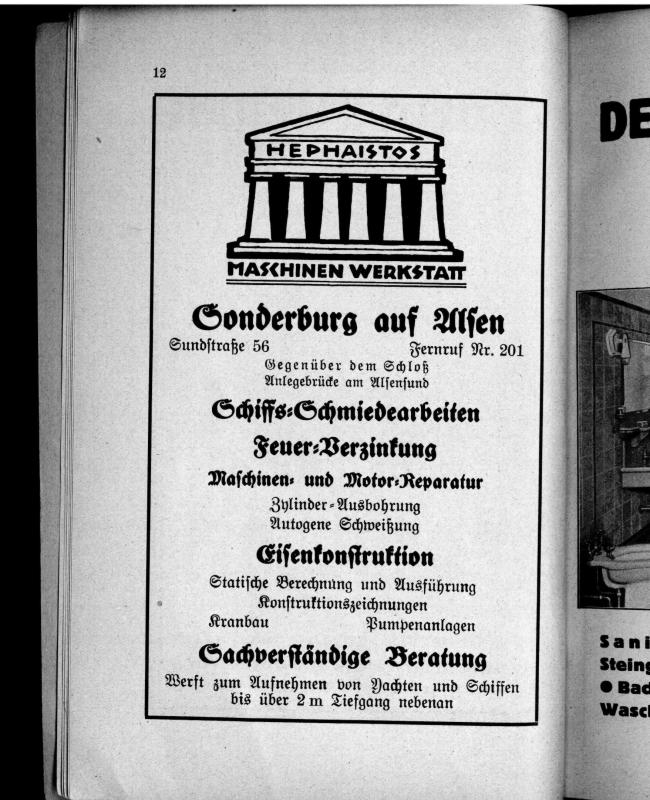 12
HEPHAISTOS
MASCHINEN WERKSTATT
Sonderburg auf Alsen
Sundstraße 56 Fernruf Nr. 201
Gegenüber dem Schloß
Anlegebrücke am Alsensund
Schiffs-Schmiedearbeiten
Feuer-Verzinkung
Maschinen- und Motor-Reparatur
Zylinder-Ausbohrung
Autogene Schweißung
Eisenkonstruktion
Statische Berechnung und Ausführung
Konstruktionszeichnungen
Kranbau Pumpenanlagen
Sachverständige Beratung
Werft zum Aufnehmen von Yachten und Schiffen
bis über 2 m Tiefgang nebenan
DE
Sani
Steing
● Bad
Wasc